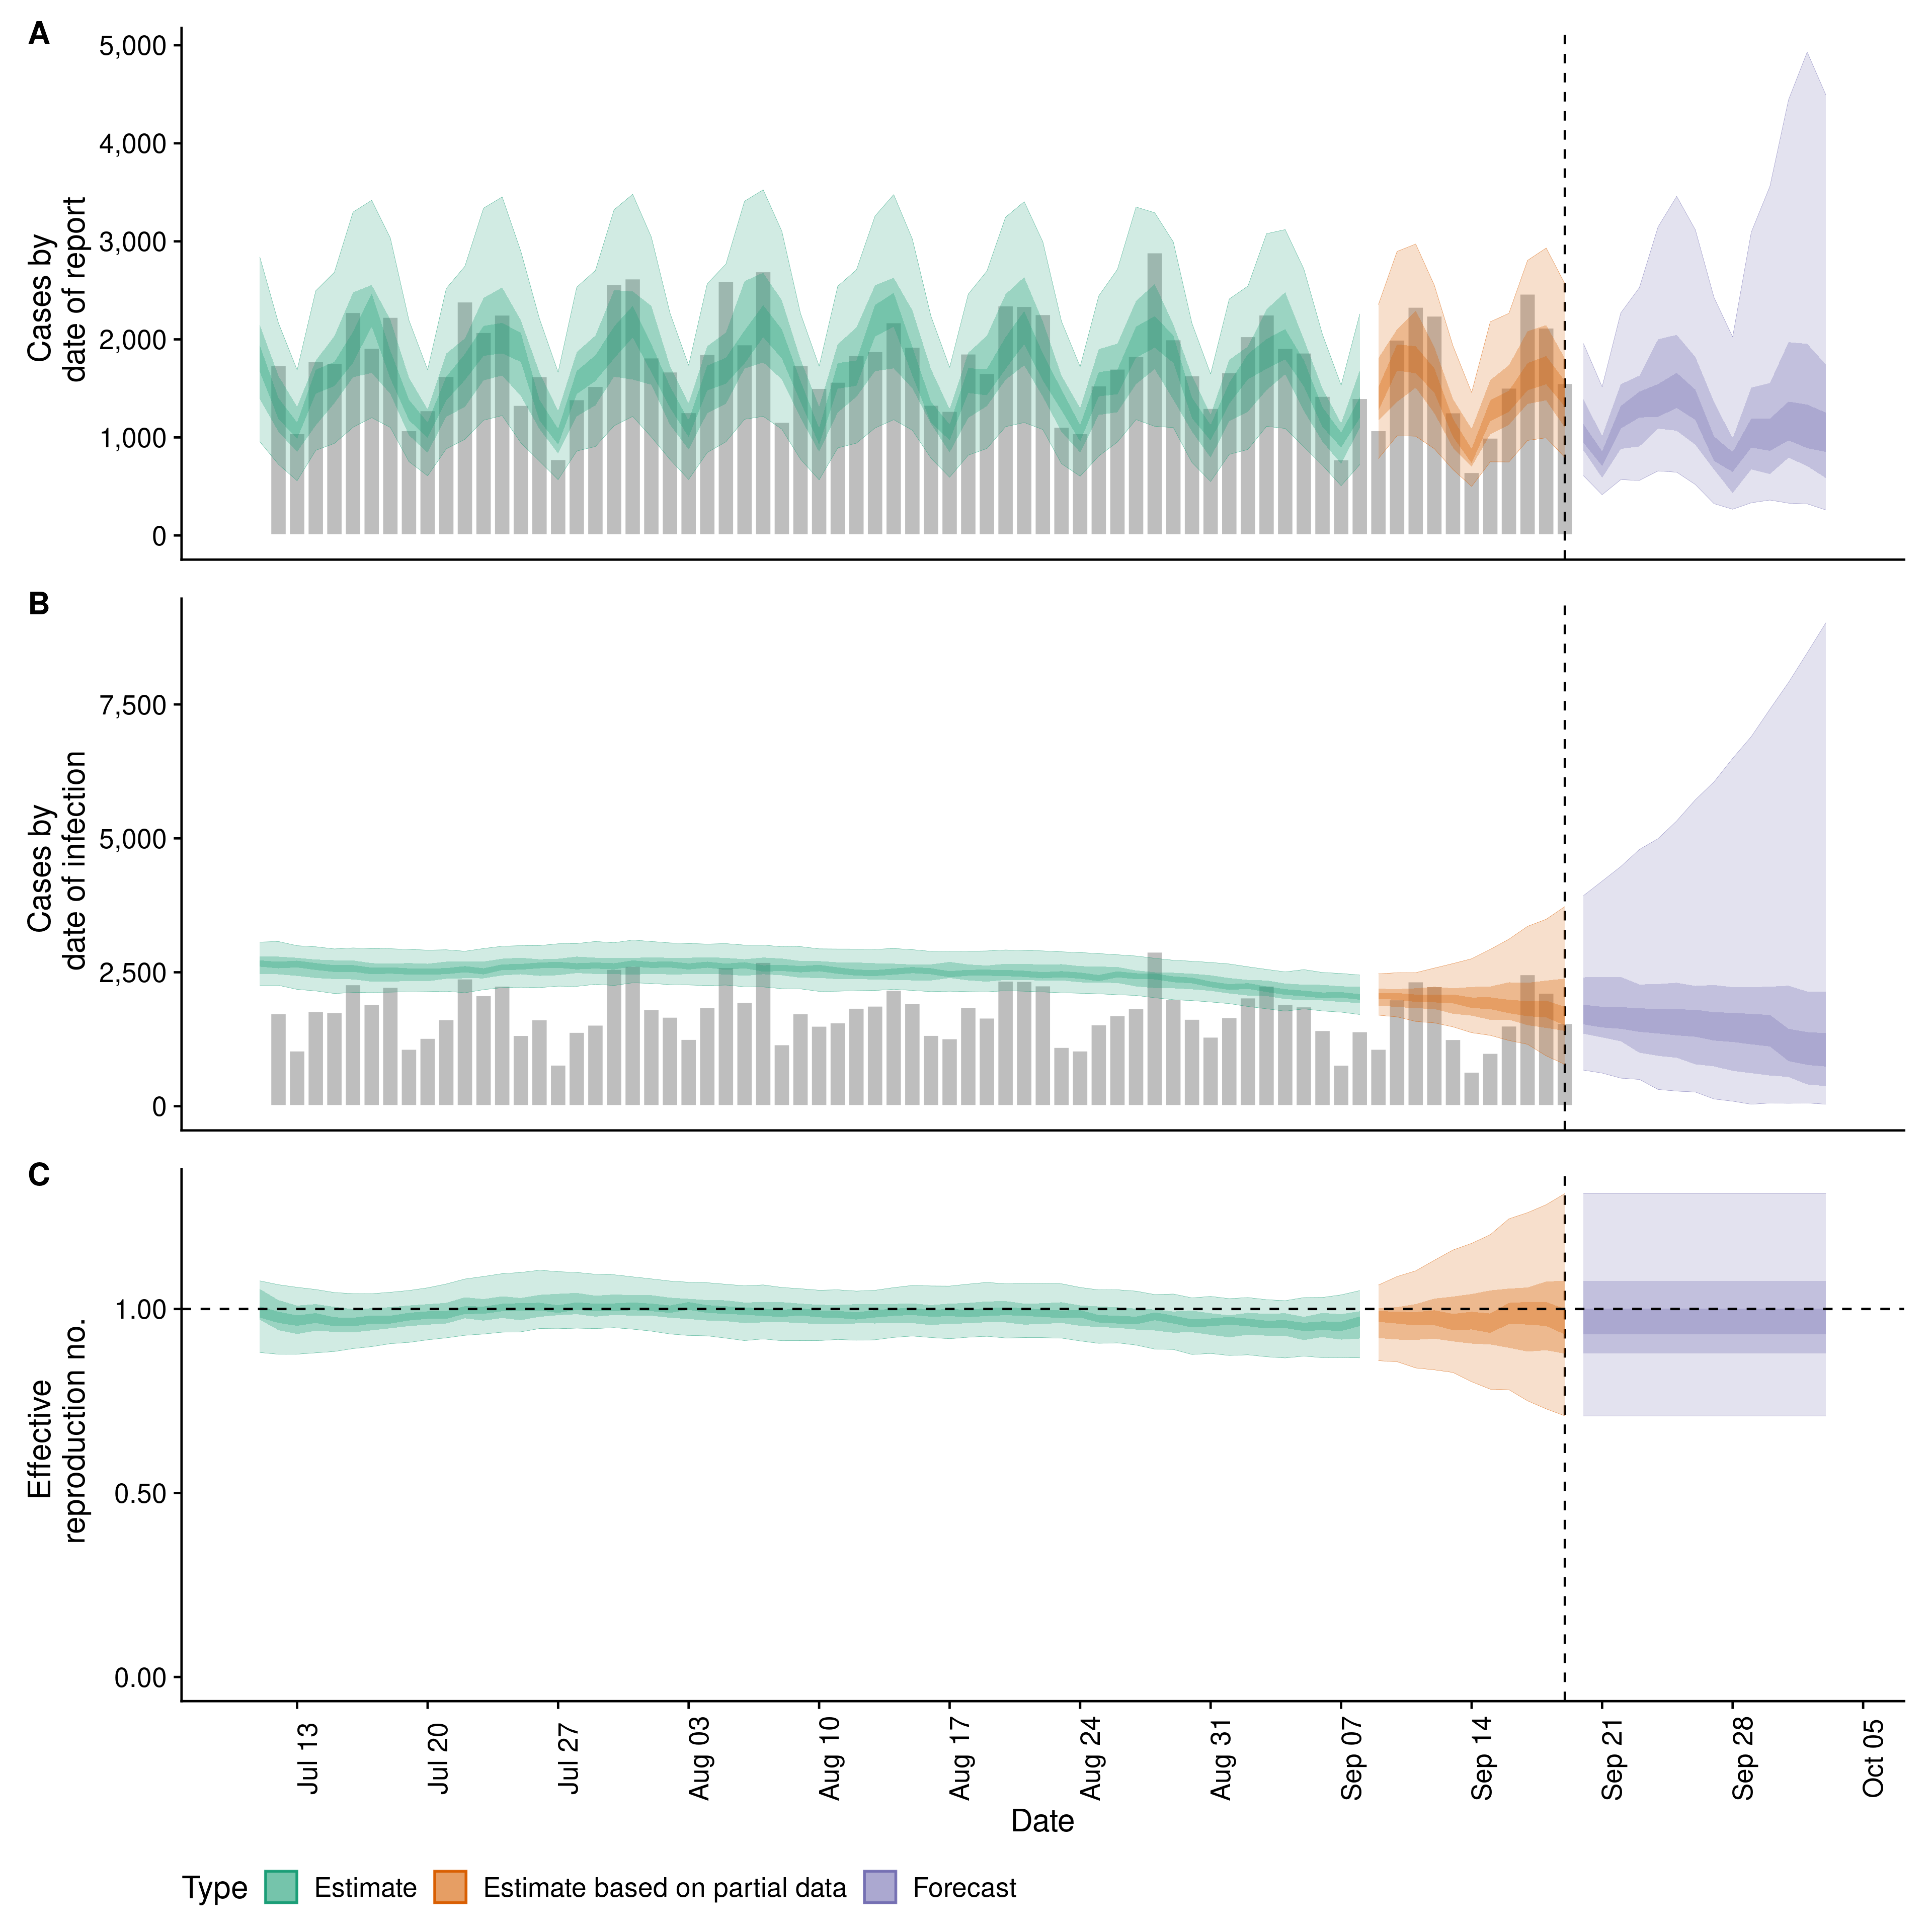 A
Cases by
date of report
5,000
4,000
3,000
2,000
1,000
0
B
Cases by
date of infection
7,500
5,000
2,500
0
C
Effective
reproduction no.
1.00
0.50
0.00
Jul 13
Jul 20
Jul 27
Aug 03
Aug 10
Aug 17
Aug 24
Aug 31
Sep 07
Sep 14
Sep 21
Sep 28
Oct 05
Date
Type Estimate Estimate based on partial data Forecast